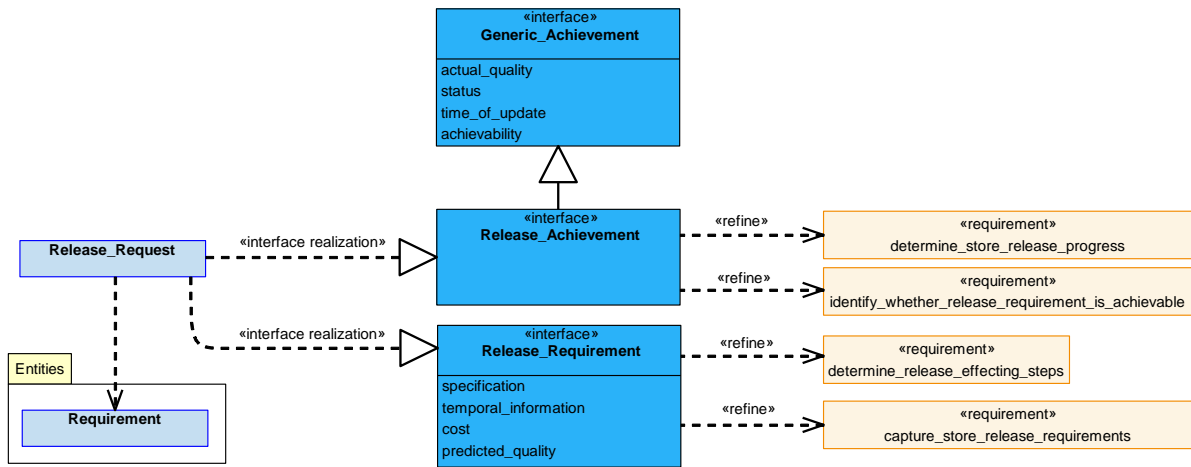 «interface»
Generic_Achievement
actual_quality
status
time_of_update
achievability
«interface»
Release_Achievement
«refine»
«requirement»
determine_store_release_progress
Release_Request
«interface realization»
«refine»
«requirement»
identify_whether_release_requirement_is_achievable
«interface realization»
«interface»
Release_Requirement
specification
temporal_information
cost
predicted_quality
«refine»
«requirement»
determine_release_effecting_steps
Entities
Requirement
«refine»
«requirement»
capture_store_release_requirements